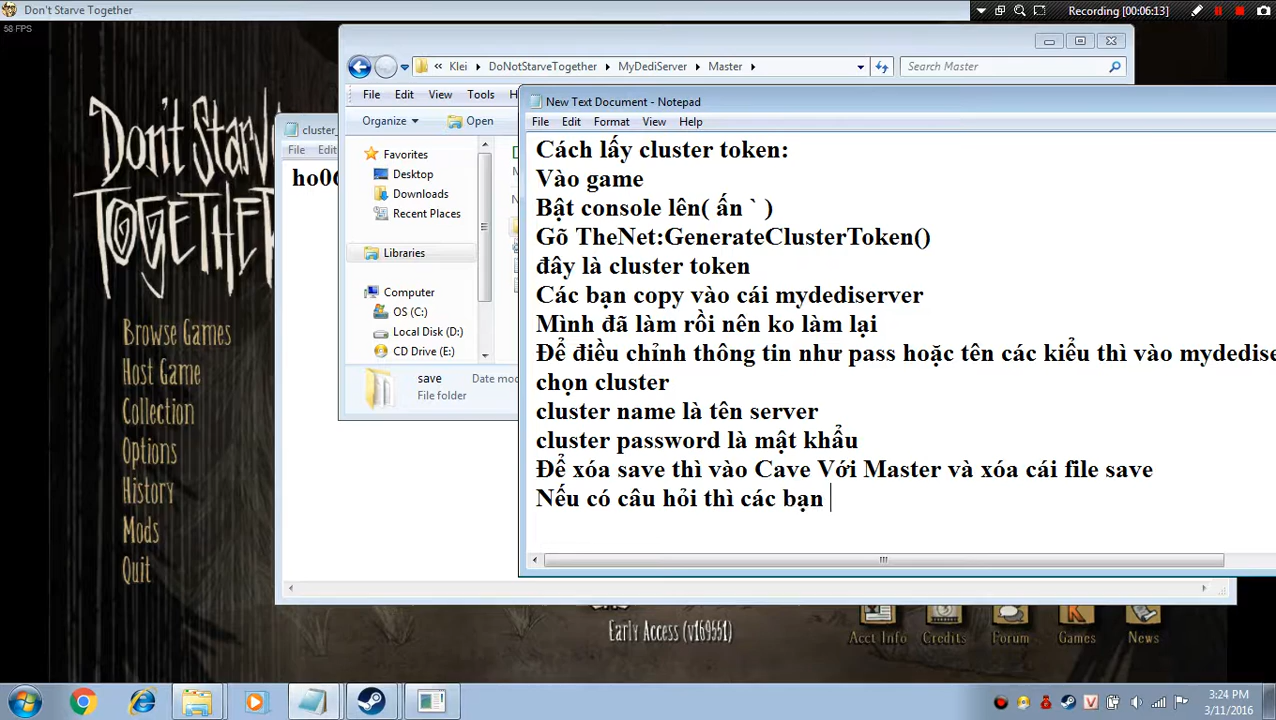 Don't Starve Together
Recording [00:06:13]
58 FPS
Don't Starve
Together
Browse Games
Host Game
Collection
Options
History
Mods
Quit
Early Access (v169551)
Acct Info
Credits
Forum
Games
News
« Klei ▸ DoNotStarveTogether ▸ MyDediServer ▸ Master ▸
Search Master
File Edit View Tools
Organize
Open
Favorites
Desktop
Downloads
Recent Places
Libraries
Computer
OS (C:)
Local Disk (D:)
CD Drive (E:)
save
Date mod
File folder
cluster_
File Edit
ho0
New Text Document - Notepad
File Edit Format View Help
Cách lấy cluster token:
Vào game
Bật console lên( ấn ` )
Gõ TheNet:GenerateClusterToken()
đây là cluster token
Các bạn copy vào cái mydediserver
Mình đã làm rồi nên ko làm lại
Để điều chỉnh thông tin như pass hoặc tên các kiểu thì vào mydedise
chọn cluster
cluster name là tên server
cluster password là mật khẩu
Để xóa save thì vào Cave Với Master và xóa cái file save
Nếu có câu hỏi thì các bạn
3:24 PM
3/11/2016